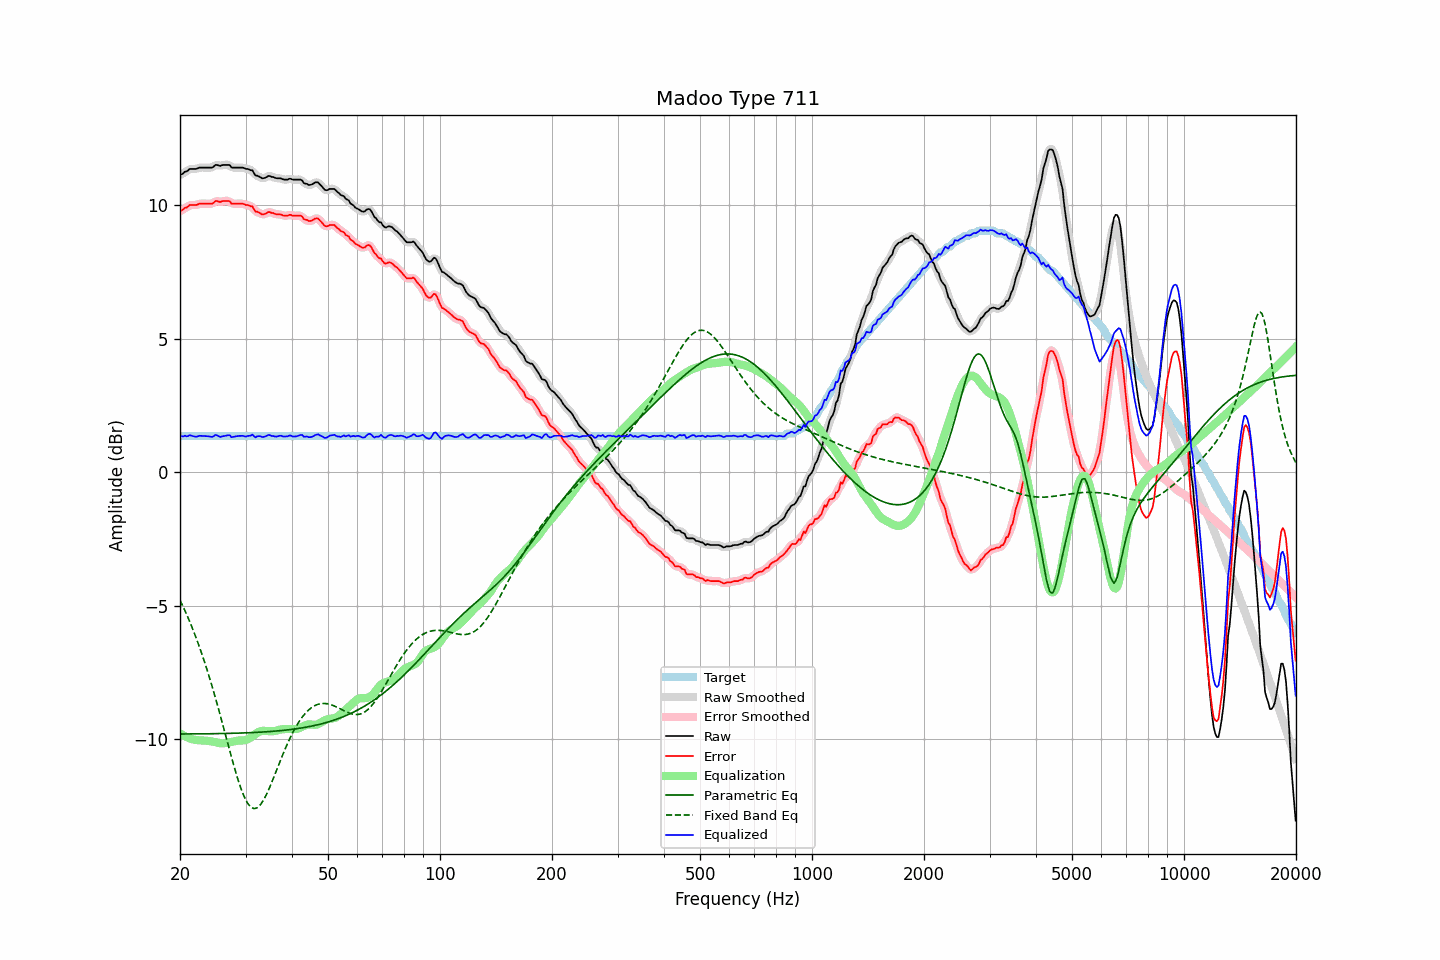 Madoo Type 711
Amplitude (dBr)
10
5
0
−5
−10
Target
Raw Smoothed
Error Smoothed
Raw
Error
Equalization
Parametric Eq
Fixed Band Eq
Equalized
20
50
100
200
500
1000
2000
5000
10000
20000
Frequency (Hz)